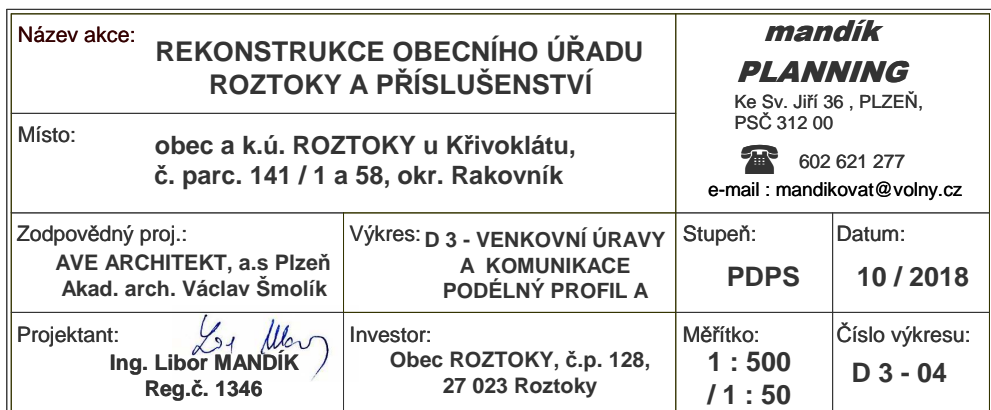 Název akce:
REKONSTRUKCE OBECNÍHO ÚŘADU
ROZTOKY A PŘÍSLUŠENSTVÍ
mandík
PLANNING
Ke Sv. Jiří 36 , PLZEŇ,
PSČ 312 00
602 621 277
e-mail : mandikovat@volny.cz
Místo:
obec a k.ú. ROZTOKY u Křivoklátu,
č. parc. 141 / 1 a 58, okr. Rakovník
Zodpovědný proj.:
AVE ARCHITEKT, a.s Plzeň
Akad. arch. Václav Šmolík
Výkres: D 3 - VENKOVNÍ ÚRAVY
A KOMUNIKACE
PODÉLNÝ PROFIL A
Stupeň:
PDPS
Datum:
10 / 2018
Projektant:
Ing. Libor MANDÍK
Reg.č. 1346
Investor:
Obec ROZTOKY, č.p. 128,
27 023 Roztoky
Měřítko:
1 : 500
/ 1 : 50
Číslo výkresu:
D 3 - 04